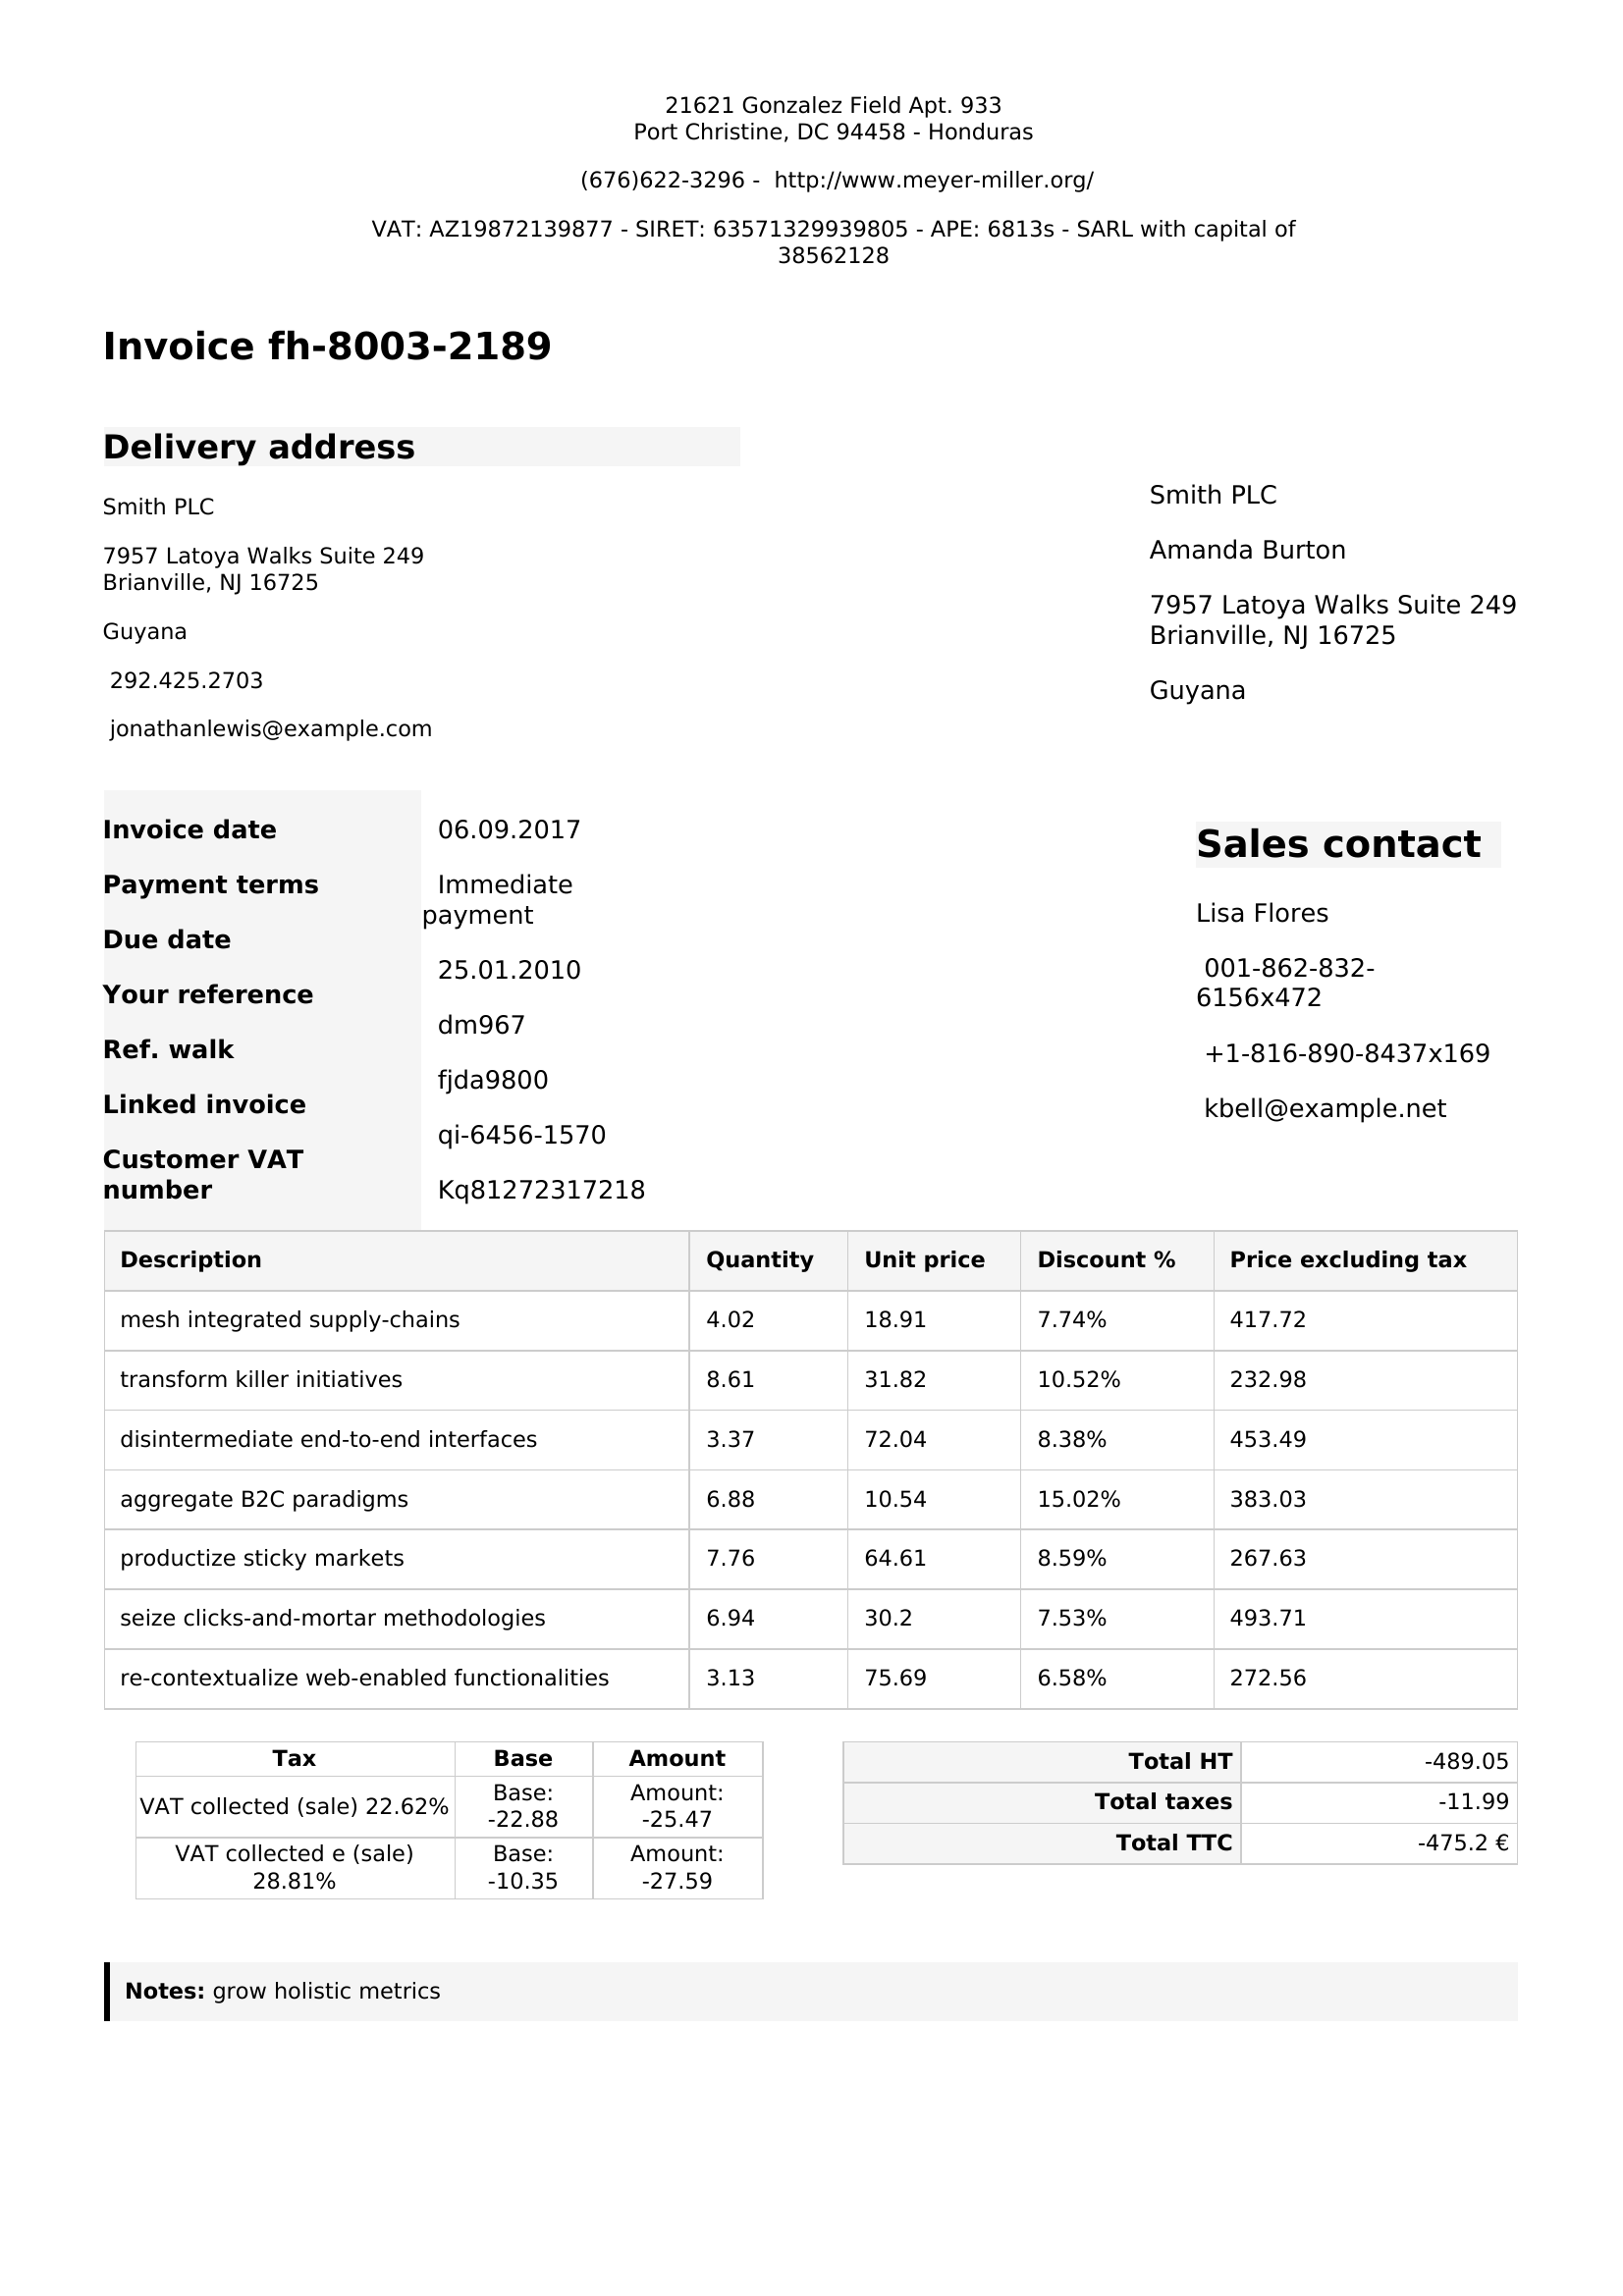 21621 Gonzalez Field Apt. 933
Port Christine, DC 94458 - Honduras
(676)622-3296 - http://www.meyer-miller.org/
VAT: AZ19872139877 - SIRET: 63571329939805 - APE: 6813s - SARL with capital of
38562128
Invoice fh-8003-2189
Delivery address
Smith PLC
7957 Latoya Walks Suite 249
Brianville, NJ 16725
Guyana
292.425.2703
jonathanlewis@example.com
Smith PLC
Amanda Burton
7957 Latoya Walks Suite 249
Brianville, NJ 16725
Guyana
Invoice date
Payment terms
Due date
Your reference
Ref. walk
Linked invoice
Customer VAT
number
06.09.2017
Immediate
payment
25.01.2010
dm967
fjda9800
qi-6456-1570
Kq81272317218
Sales contact
Lisa Flores
001-862-832-
6156x472
+1-816-890-8437x169
kbell@example.net
Description Quantity Unit price Discount % Price excluding tax
mesh integrated supply-chains 4.02 18.91 7.74% 417.72
transform killer initiatives 8.61 31.82 10.52% 232.98
disintermediate end-to-end interfaces 3.37 72.04 8.38% 453.49
aggregate B2C paradigms 6.88 10.54 15.02% 383.03
productize sticky markets 7.76 64.61 8.59% 267.63
seize clicks-and-mortar methodologies 6.94 30.2 7.53% 493.71
re-contextualize web-enabled functionalities 3.13 75.69 6.58% 272.56
Tax Base Amount
VAT collected (sale) 22.62% Base: -22.88 Amount: -25.47
VAT collected e (sale) 28.81% Base: -10.35 Amount: -27.59
Total HT -489.05
Total taxes -11.99
Total TTC -475.2 €
Notes: grow holistic metrics